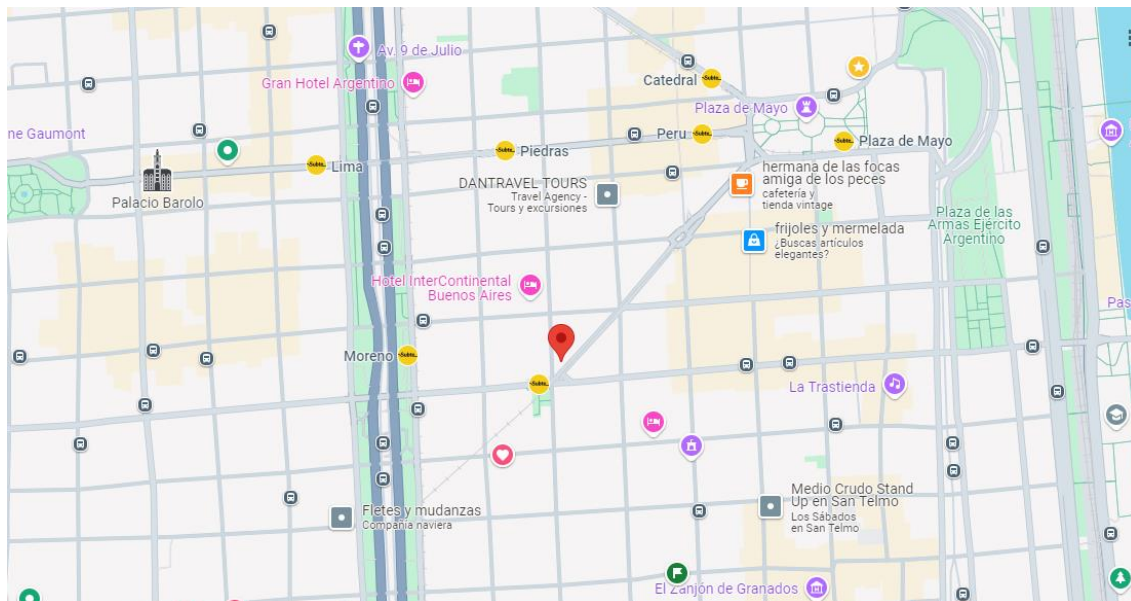 Av. 9 de Julio
Gran Hotel Argentino
Catedral
Plaza de Mayo
ne Gaumont
Peru
Plaza de Mayo
Piedras
Lima
Palacio Barolo
DANTRAVEL TOURS
Travel Agency -
Tours y excursiones
hermana de las focas
amiga de los peces
cafetería y
tienda vintage
Plaza de las
Armas Ejército
Argentino
frijoles y mermelada
¿Buscas artículos
elegantes?
Hotel InterContinental
Buenos Aires
Pas
Moreno
La Trastienda
Medio Crudo Stand
Up en San Telmo
Los Sábados
en San Telmo
Fletes y mudanzas
Compañía naviera
El Zanjón de Granados